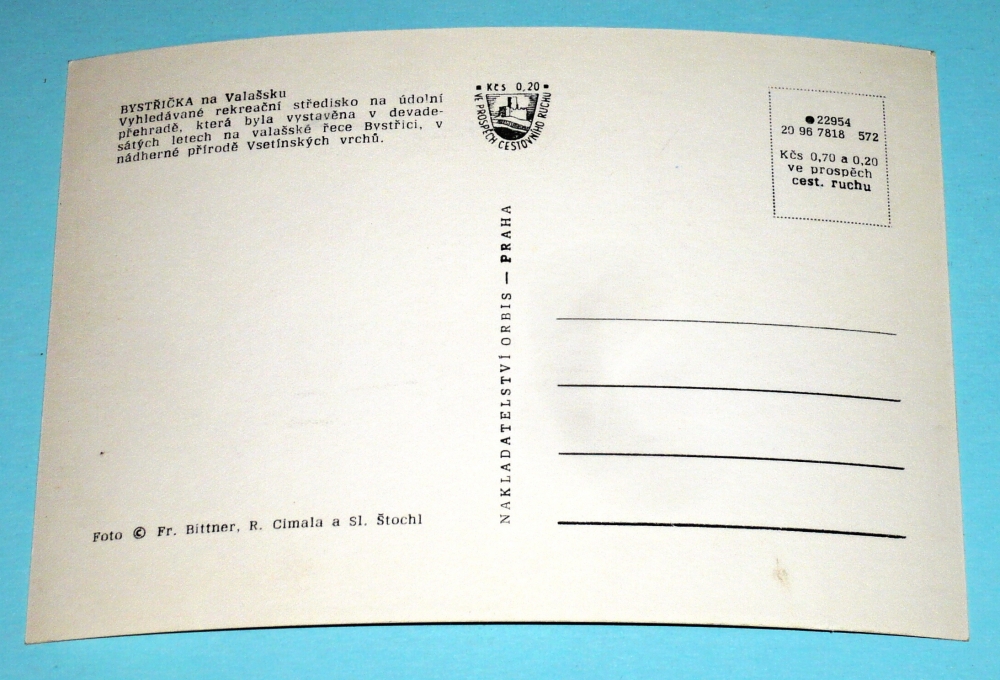 BYSTŘIČKA na Valašsku
Vyhledávané rekreační středisko na údolní
přehradě, která byla vystavěna v devade-
sátých letech na valašské řece Bystřici, v
nádherné přírodě Vsetínských vrchů.
Kčs 0,20
VE PROSPĚCH CESTOVNÍHO RUCHU
●22954
20 96 7818 572
Kčs 0,70 a 0,20
ve prospěch
cest. ruchu
NAKLADATELSTVÍ ORBIS — PRAHA
Foto © Fr. Bittner, R. Cimala a Sl. Štochl